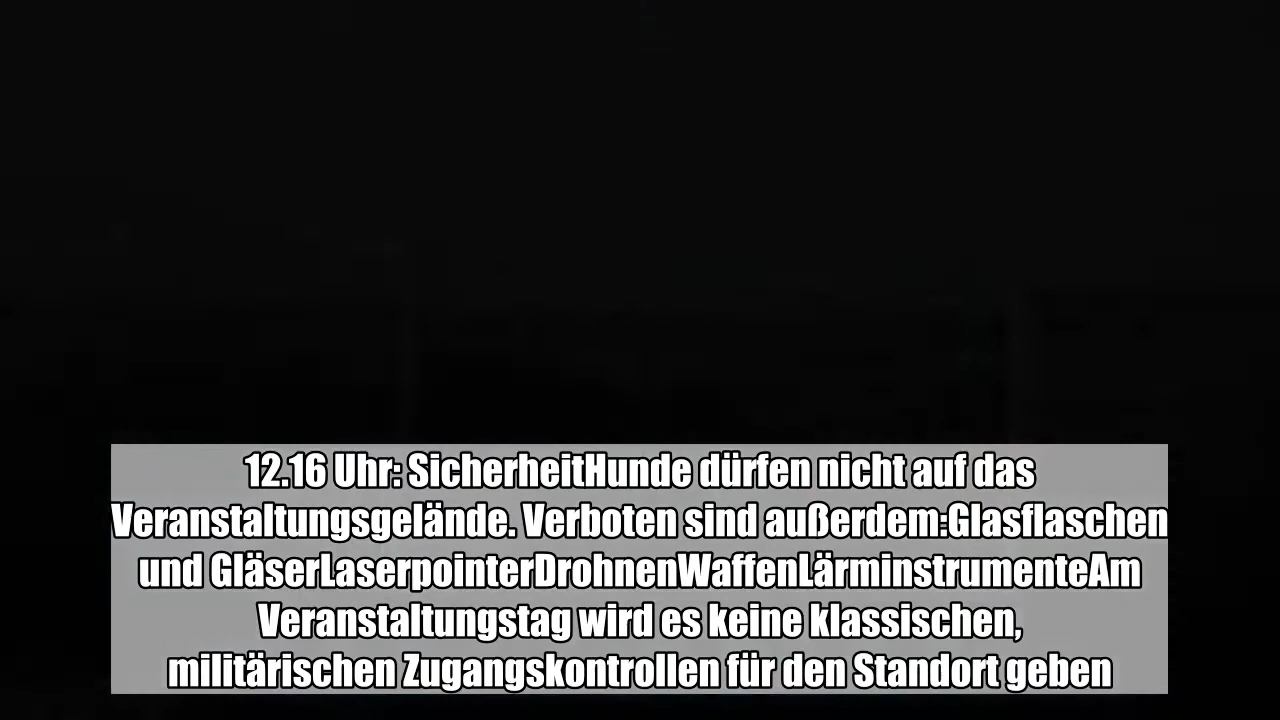 12.16 Uhr: SicherheitHunde dürfen nicht auf das
Veranstaltungsgelände. Verboten sind außerdem:Glasflaschen
und GläserLaserpointerDrohnenWaffenLärminstrumenteAm
Veranstaltungstag wird es keine klassischen,
militärischen Zugangskontrollen für den Standort geben